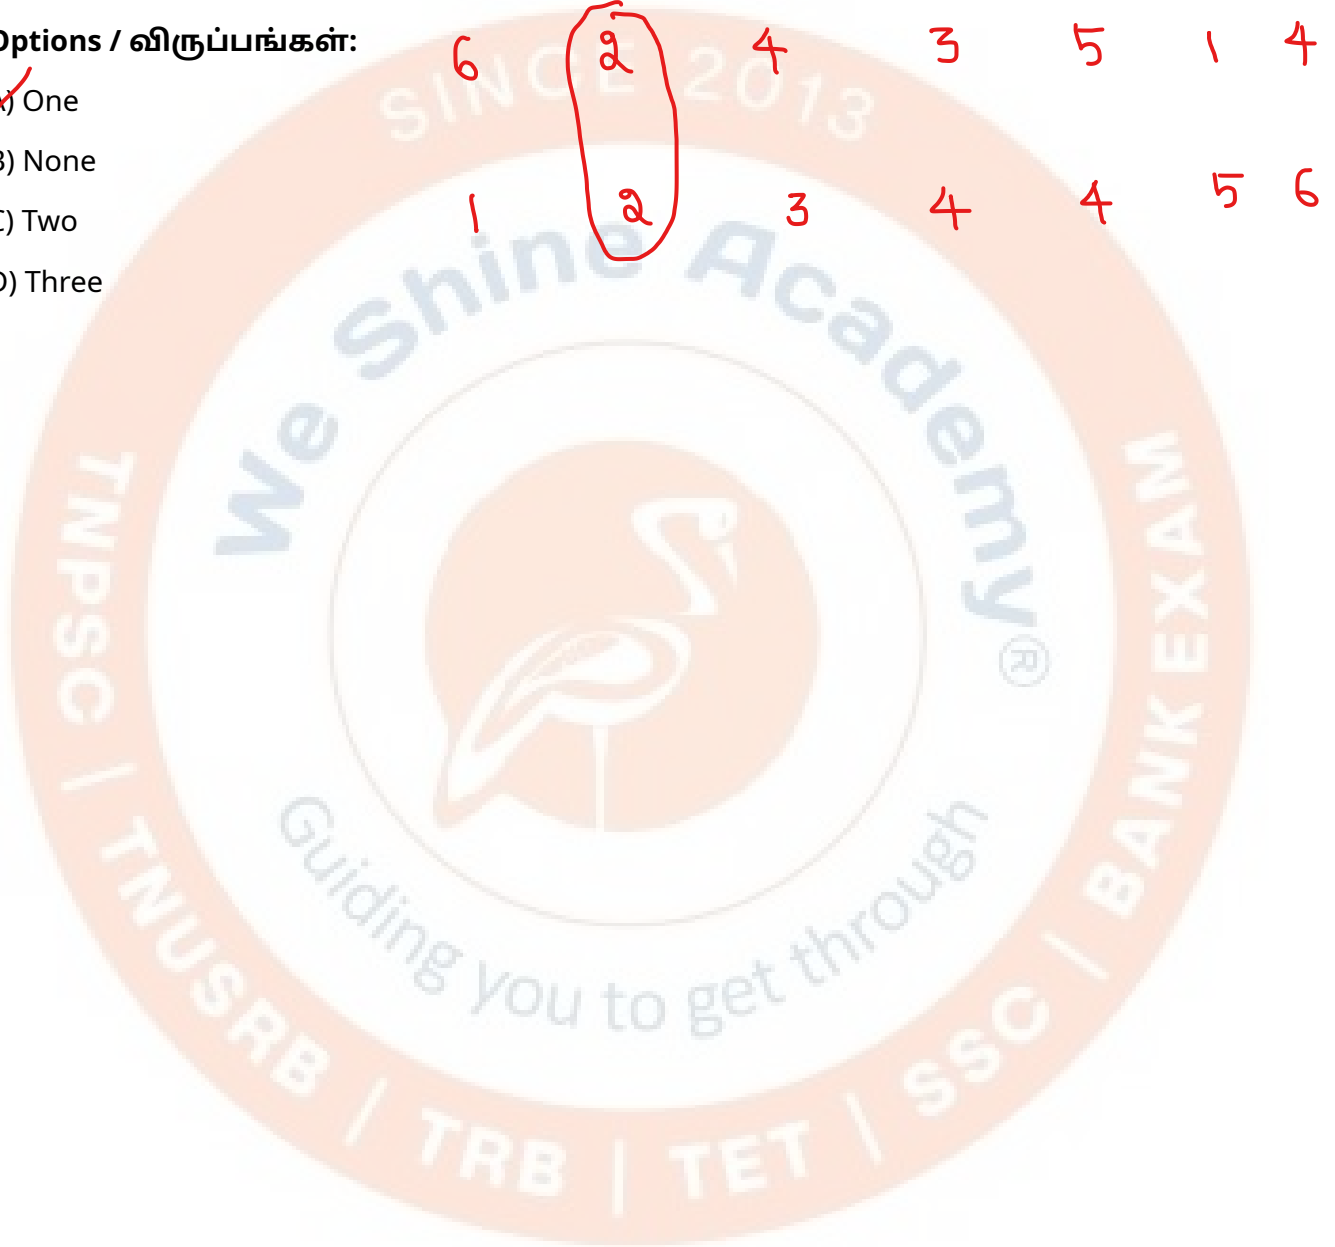 Options / விருப்பங்கள்:
A) One
B) None
C) Two
D) Three
6 2 4 3 5 1 4
1 2 3 4 4 5 6
SINCE 2013
We Shine Academy®
Guiding you to get through
TNPSC | TNUSRB | TRB | TET | SSC | BANK EXAM